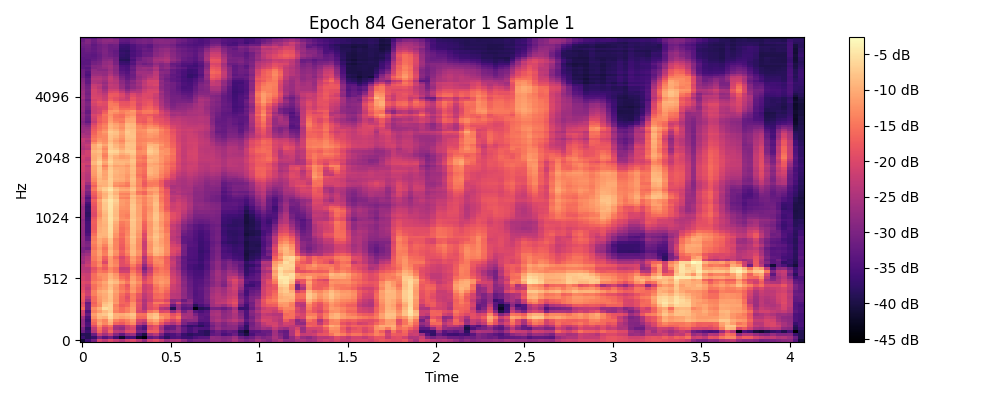 Epoch 84 Generator 1 Sample 1
Hz
4096
2048
1024
512
0
0 0.5 1 1.5 2 2.5 3 3.5 4
Time
-5 dB
-10 dB
-15 dB
-20 dB
-25 dB
-30 dB
-35 dB
-40 dB
-45 dB